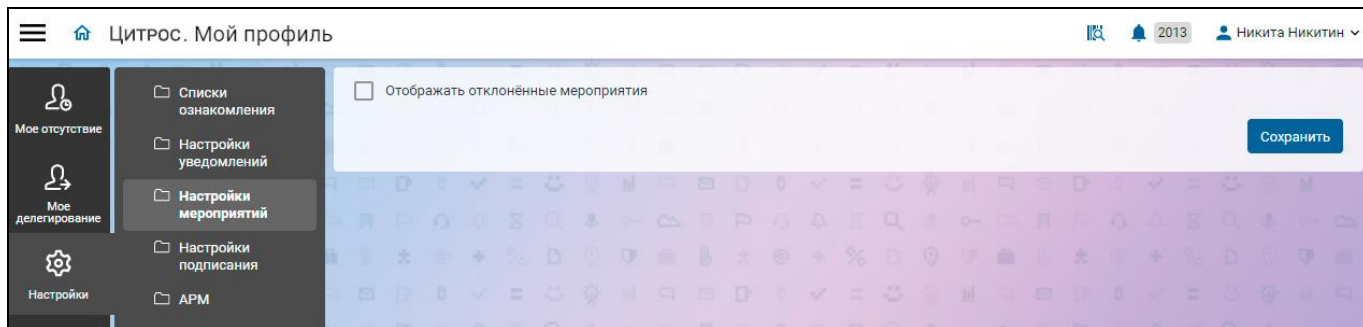 Цитрос. Мой профиль
2013
Никита Никитин
Мое отсутствие
Мое
делегирование
Настройки
Списки
ознакомления
Настройки
уведомлений
Настройки
мероприятий
Настройки
подписания
АРМ
Отображать отклонённые мероприятия
Сохранить